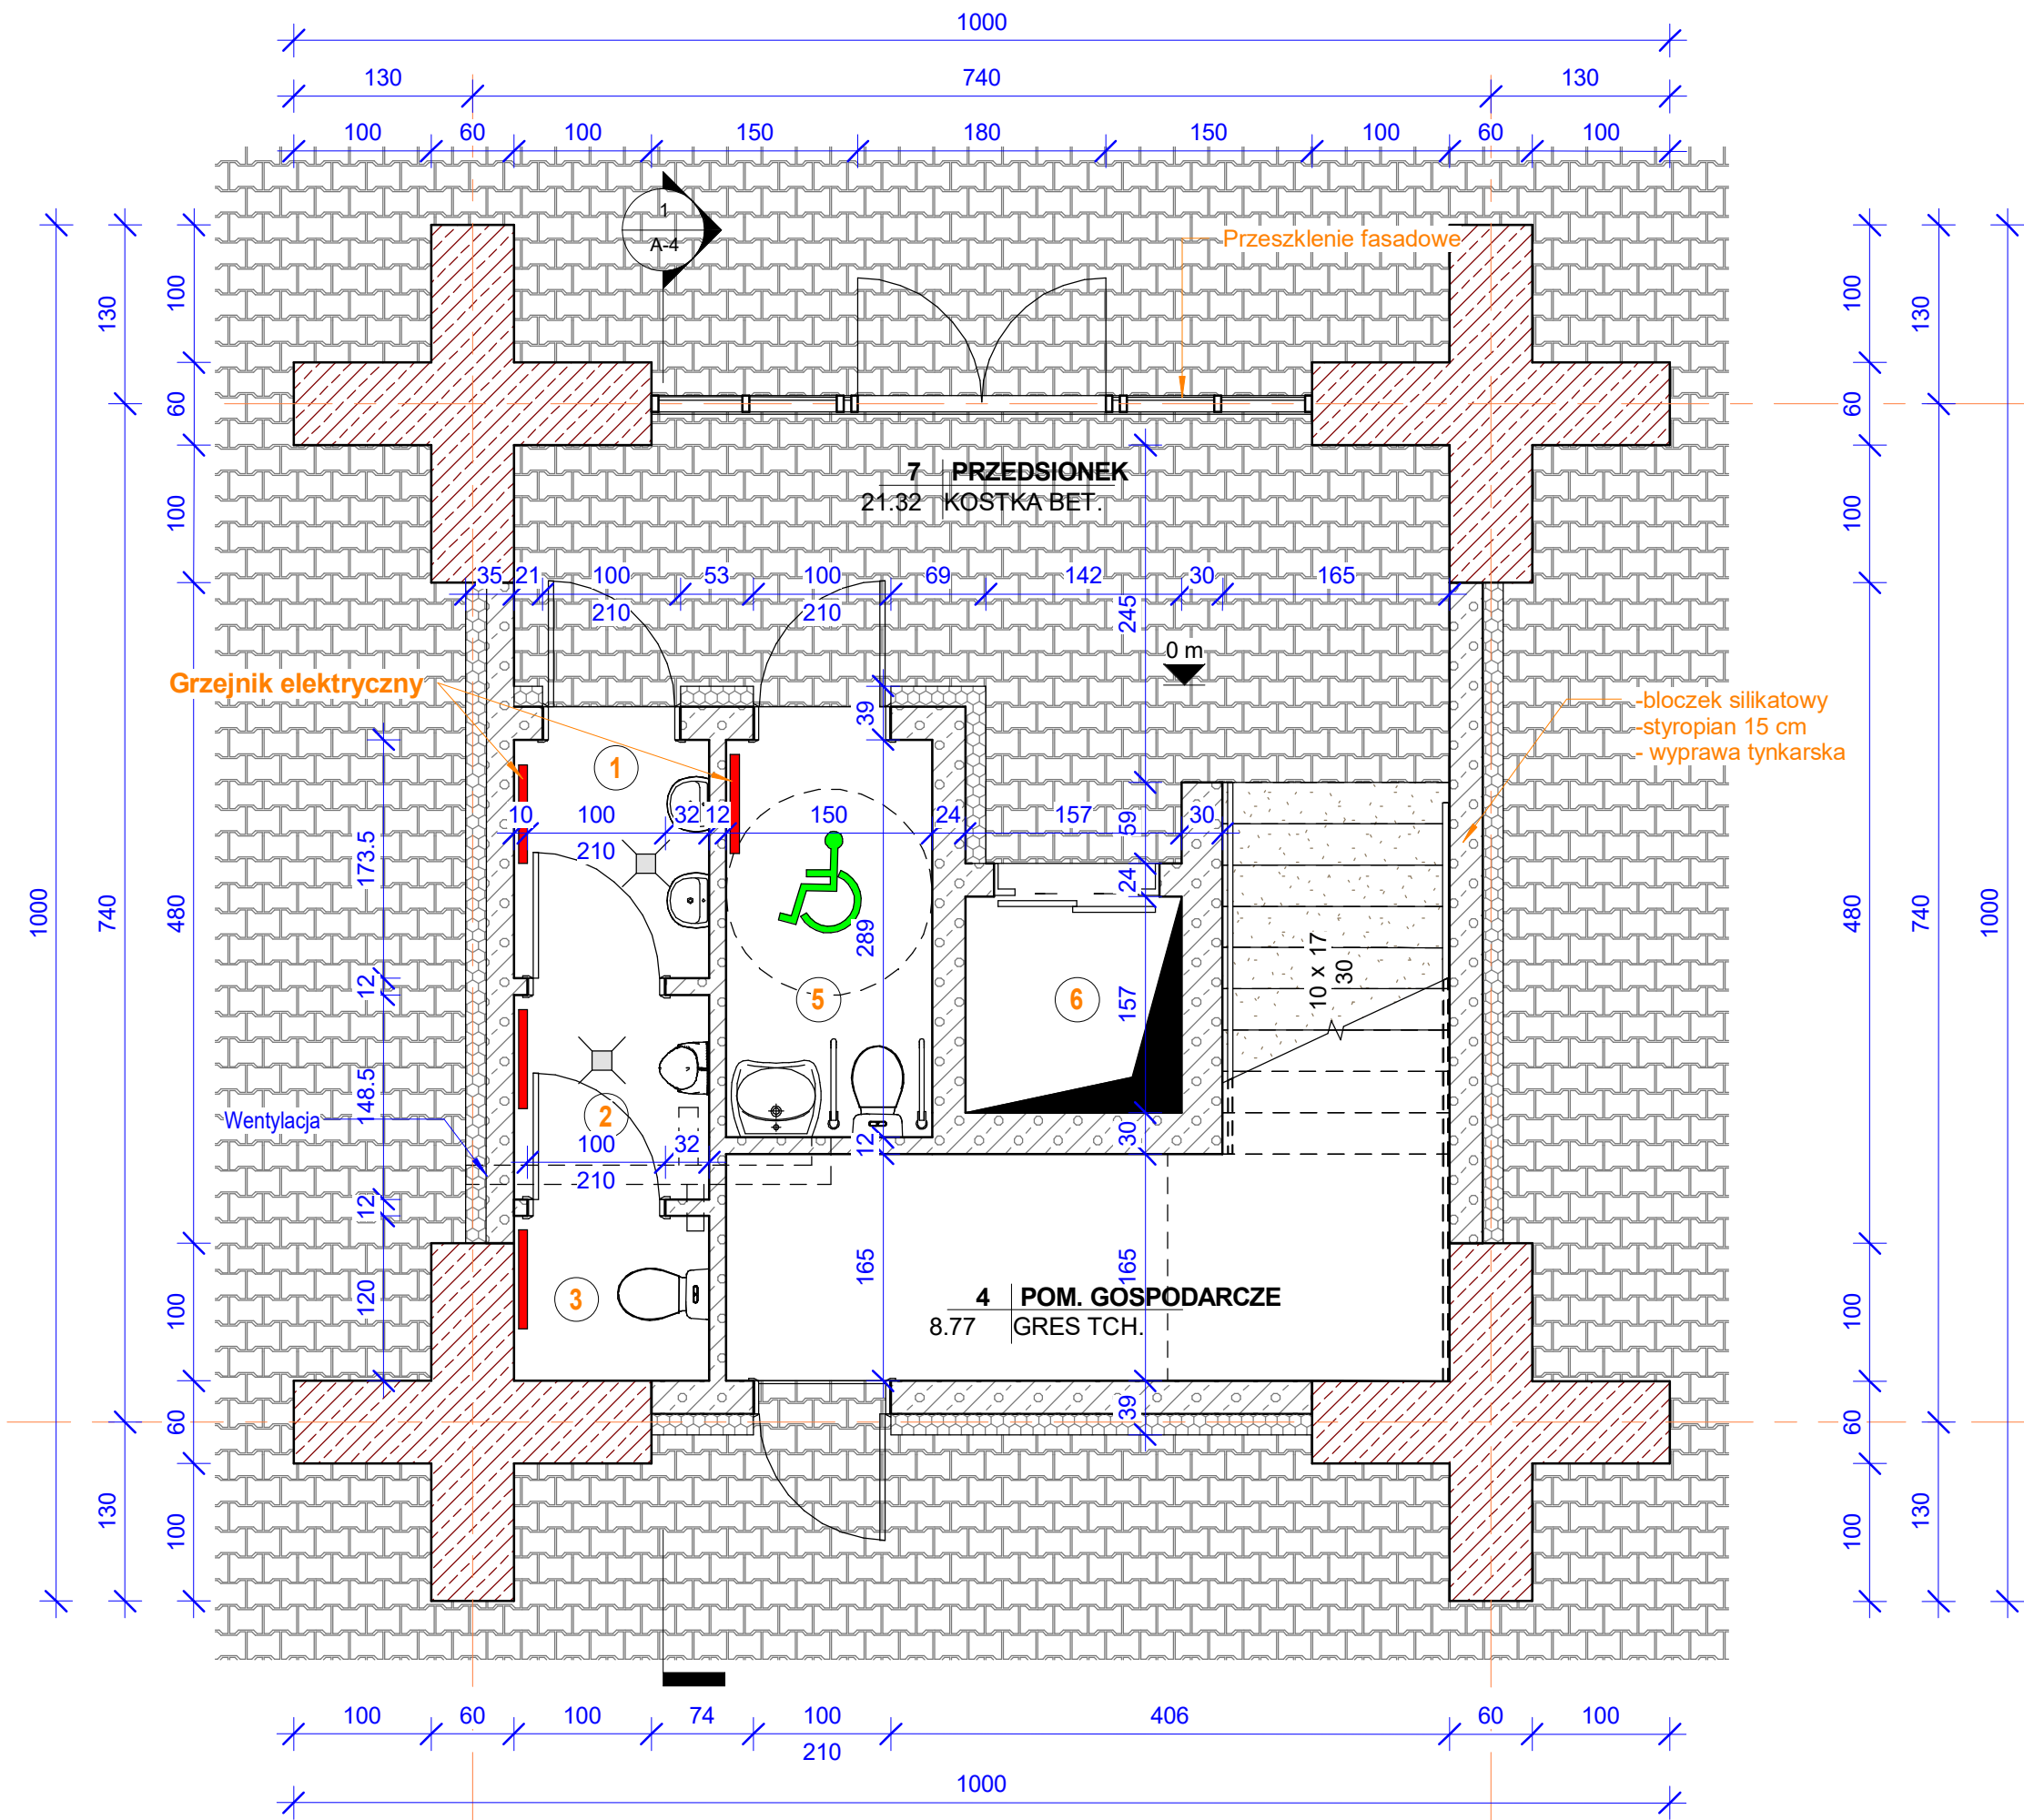 1000
130 740 130
100 60 100 150 180 150 100 60 100
1
A-4
Przeszklenie fasadowe
7 PRZEDSIONEK
21.32 KOSTKA BET.
35 21 100 53 100 69 142 30 165
210 210
245
0 m
Grzejnik elektryczny
-bloczek silikatowy
-styropian 15 cm
- wyprawa tynkarska
39
1
10 100 32 12 150 24 157 30
210
59
24
289
5
6
157
10 x 17
30
2
Wentylacja
100 32
210
12
30
3
165
165
4 POM. GOSPODARCZE
8.77 GRES TCH.
39
173.5
12
148.5
12
120
1000
130
740
130
100
60
100
480
100
60
100
100
60
100
480
100
60
100
130
740
130
1000
100 60 100 74 100 406 60 100
210
1000